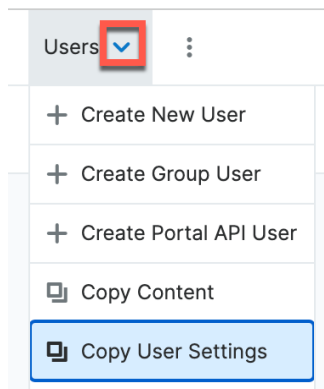 Users
Create New User
Create Group User
Create Portal API User
Copy Content
Copy User Settings